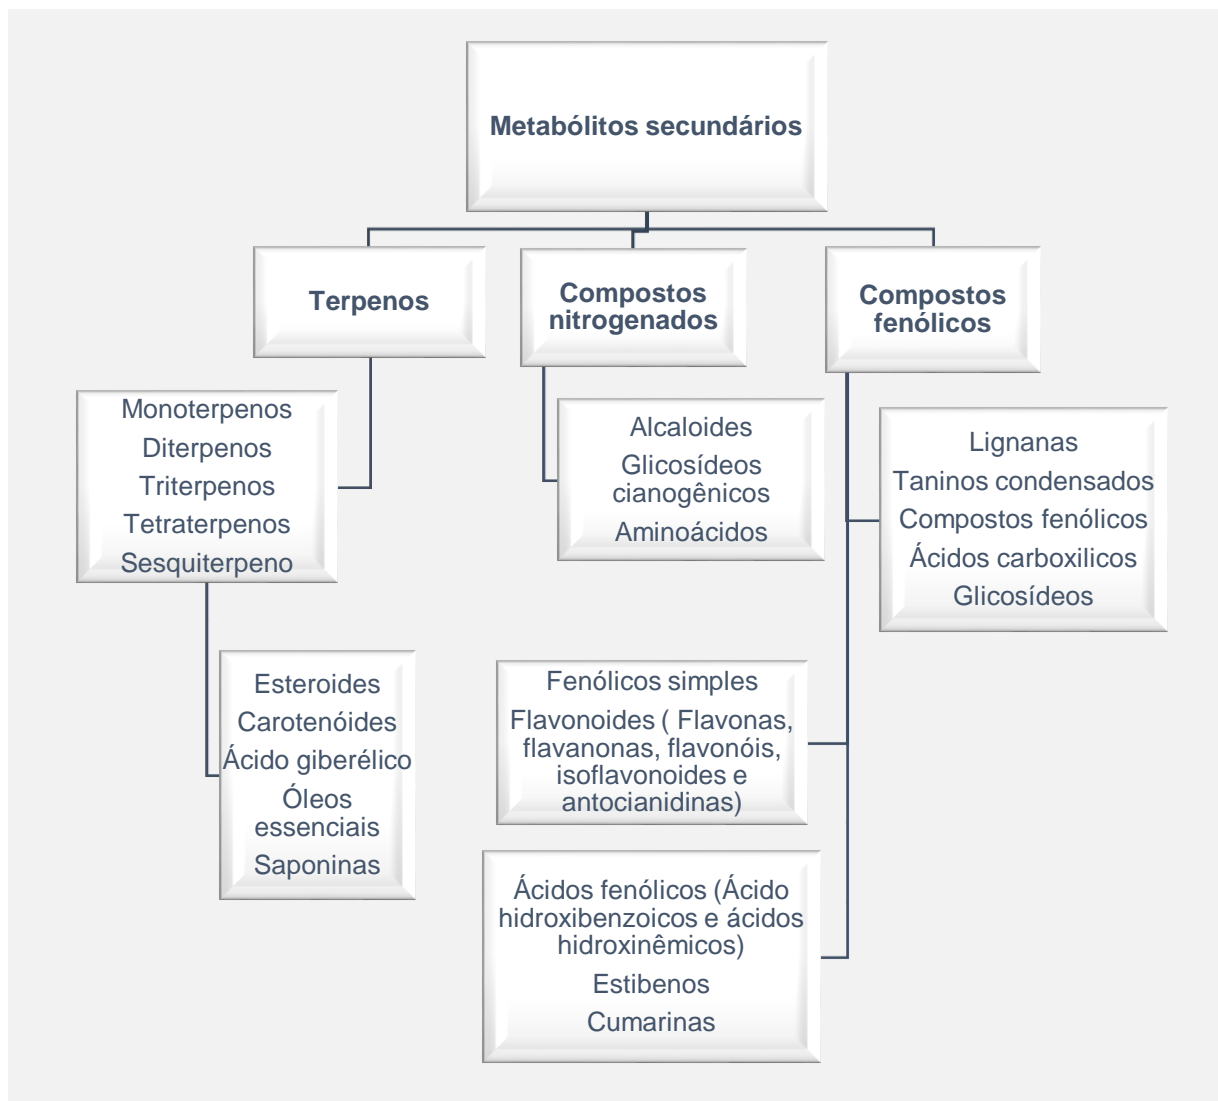 Metabólitos secundários
Terpenos
Compostos
nitrogenados
Compostos
fenólicos
Monoterpenos
Diterpenos
Triterpenos
Tetraterpenos
Sesquiterpeno
Alcaloides
Glicosídeos
cianogênicos
Aminoácidos
Lignanas
Taninos condensados
Compostos fenólicos
Ácidos carboxilicos
Glicosídeos
Esteroides
Carotenóides
Ácido giberélico
Óleos
essenciais
Saponinas
Fenólicos simples
Flavonoides ( Flavonas,
flavanonas, flavonóis,
isoflavonoides e
antocianidinas)
Ácidos fenólicos (Ácido
hidroxibenzoicos e ácidos
hidroxinêmicos)
Estibenos
Cumarinas